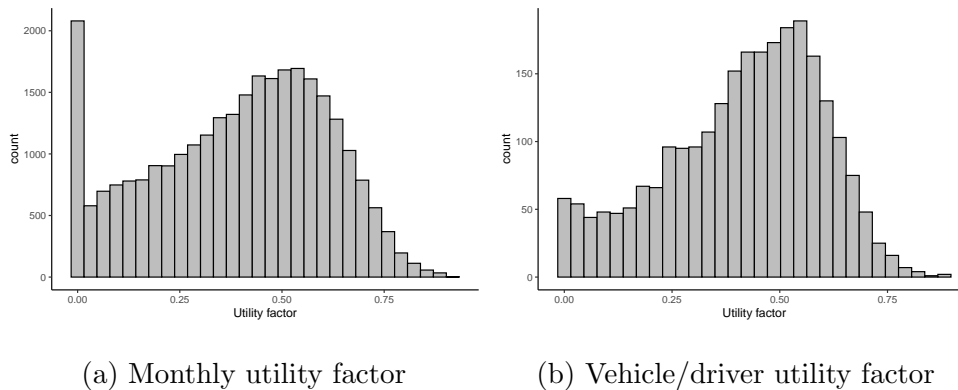 2000
1500
1000
500
0
count
0.00 0.25 0.50 0.75
Utility factor
(a) Monthly utility factor
150
100
50
0
count
0.00 0.25 0.50 0.75
Utility factor
(b) Vehicle/driver utility factor